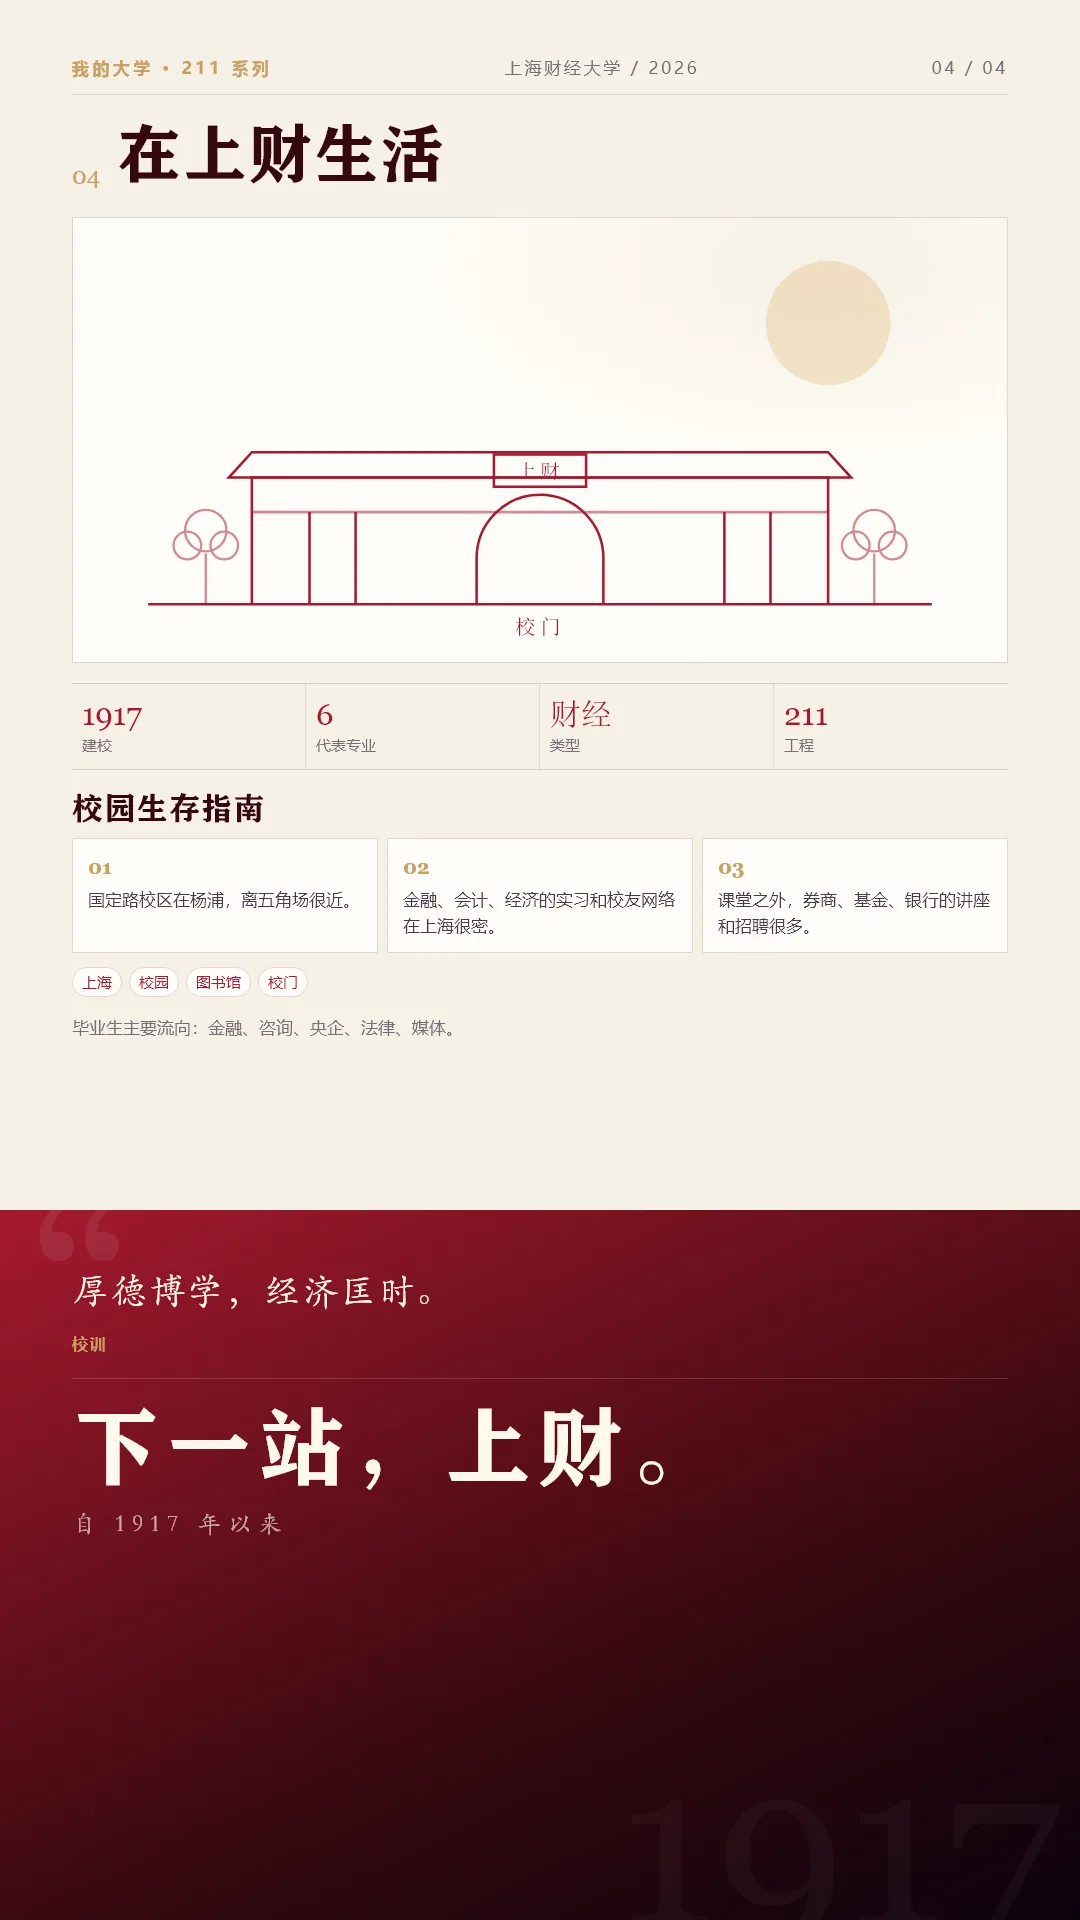 我的大学 · 211 系列
上海财经大学 / 2026
04 / 04
04 在上财生活
上财
校门
1917
建校
6
代表专业
财经
类型
211
工程
校园生存指南
01
国定路校区在杨浦，离五角场很近。
02
金融、会计、经济的实习和校友网络
在上海很密。
03
课堂之外，券商、基金、银行的讲座
和招聘很多。
上海
校园
图书馆
校门
毕业生主要流向：金融、咨询、央企、法律、媒体。
“
厚德博学，经济匡时。
校训
下一站，上财。
自 1917 年以来
1917